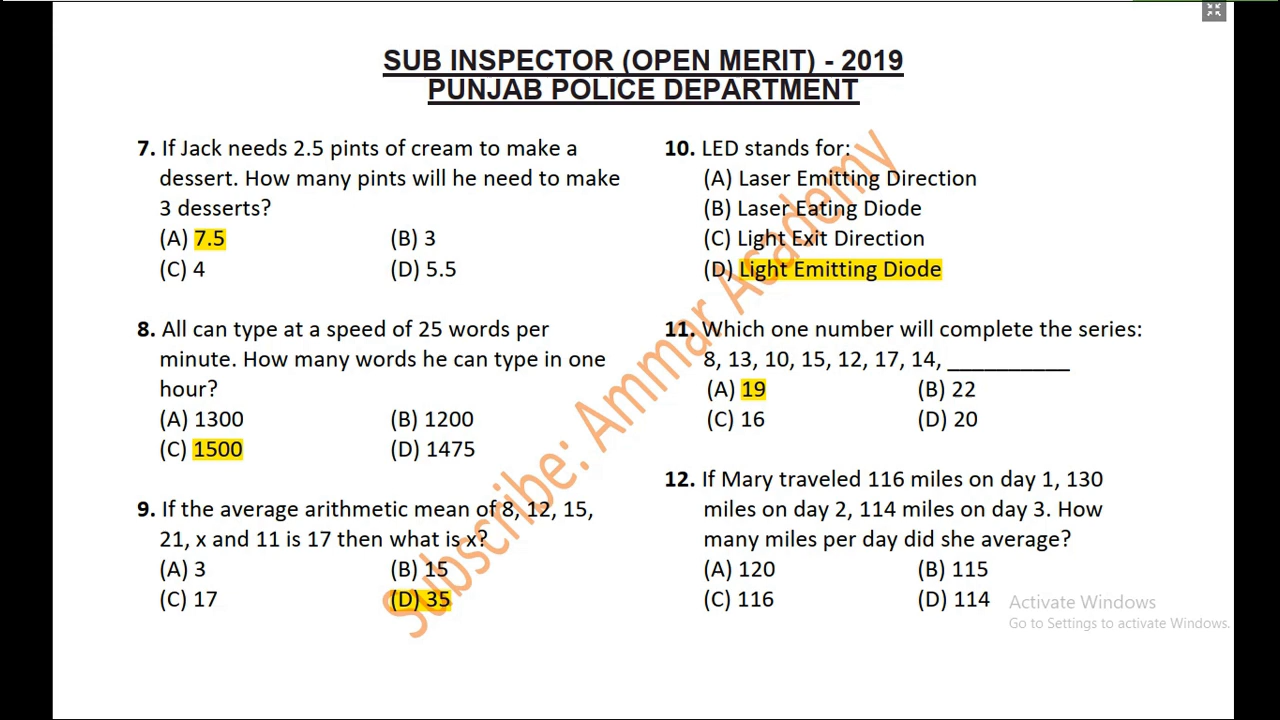 SUB INSPECTOR (OPEN MERIT) - 2019
PUNJAB POLICE DEPARTMENT
7. If Jack needs 2.5 pints of cream to make a
dessert. How many pints will he need to make
3 desserts?
(A) 7.5 (B) 3
(C) 4 (D) 5.5
8. All can type at a speed of 25 words per
minute. How many words he can type in one
hour?
(A) 1300 (B) 1200
(C) 1500 (D) 1475
9. If the average arithmetic mean of 8, 12, 15,
21, x and 11 is 17 then what is x?
(A) 3 (B) 15
(C) 17 (D) 35
10. LED stands for:
(A) Laser Emitting Direction
(B) Laser Eating Diode
(C) Light Exit Direction
(D) Light Emitting Diode
11. Which one number will complete the series:
8, 13, 10, 15, 12, 17, 14, __________
(A) 19 (B) 22
(C) 16 (D) 20
12. If Mary traveled 116 miles on day 1, 130
miles on day 2, 114 miles on day 3. How
many miles per day did she average?
(A) 120 (B) 115
(C) 116 (D) 114
Subscribe: Ammar Academy
Activate Windows
Go to Settings to activate Windows.